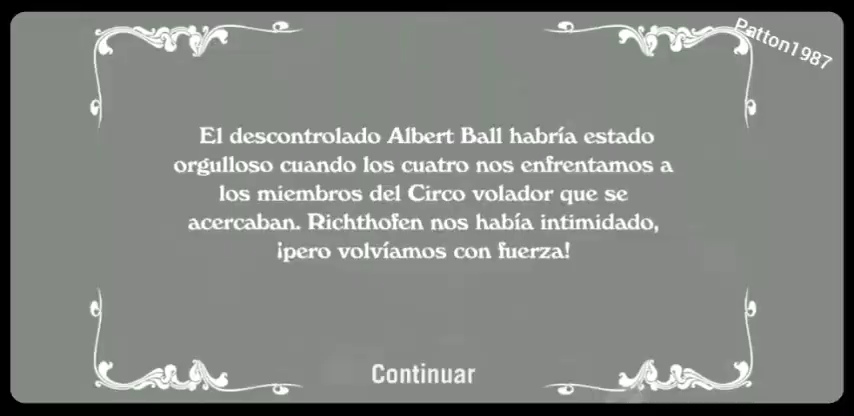 Patton1987
El descontrolado Albert Ball habría estado
orgulloso cuando los cuatro nos enfrentamos a
los miembros del Circo volador que se
acercaban. Richthofen nos había intimidado,
¡pero volvíamos con fuerza!
Continuar